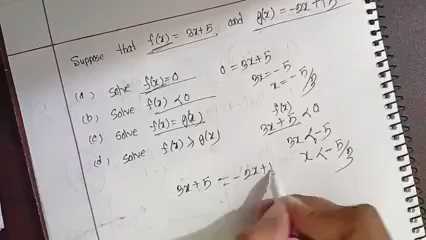 Suppose that f(x) = 3x+5, and g(x) = -2x+15
(a) Solve f(x)=0
(b) Solve f(x) <0
(c) Solve f(x) = g(x)
(d) Solve f(x) > g(x)
0 = 3x+5
3x = -5
x = -5/3
f(x)
3x+5 <0
3x <-5
x <-5/3
3x+5 = -2x+1